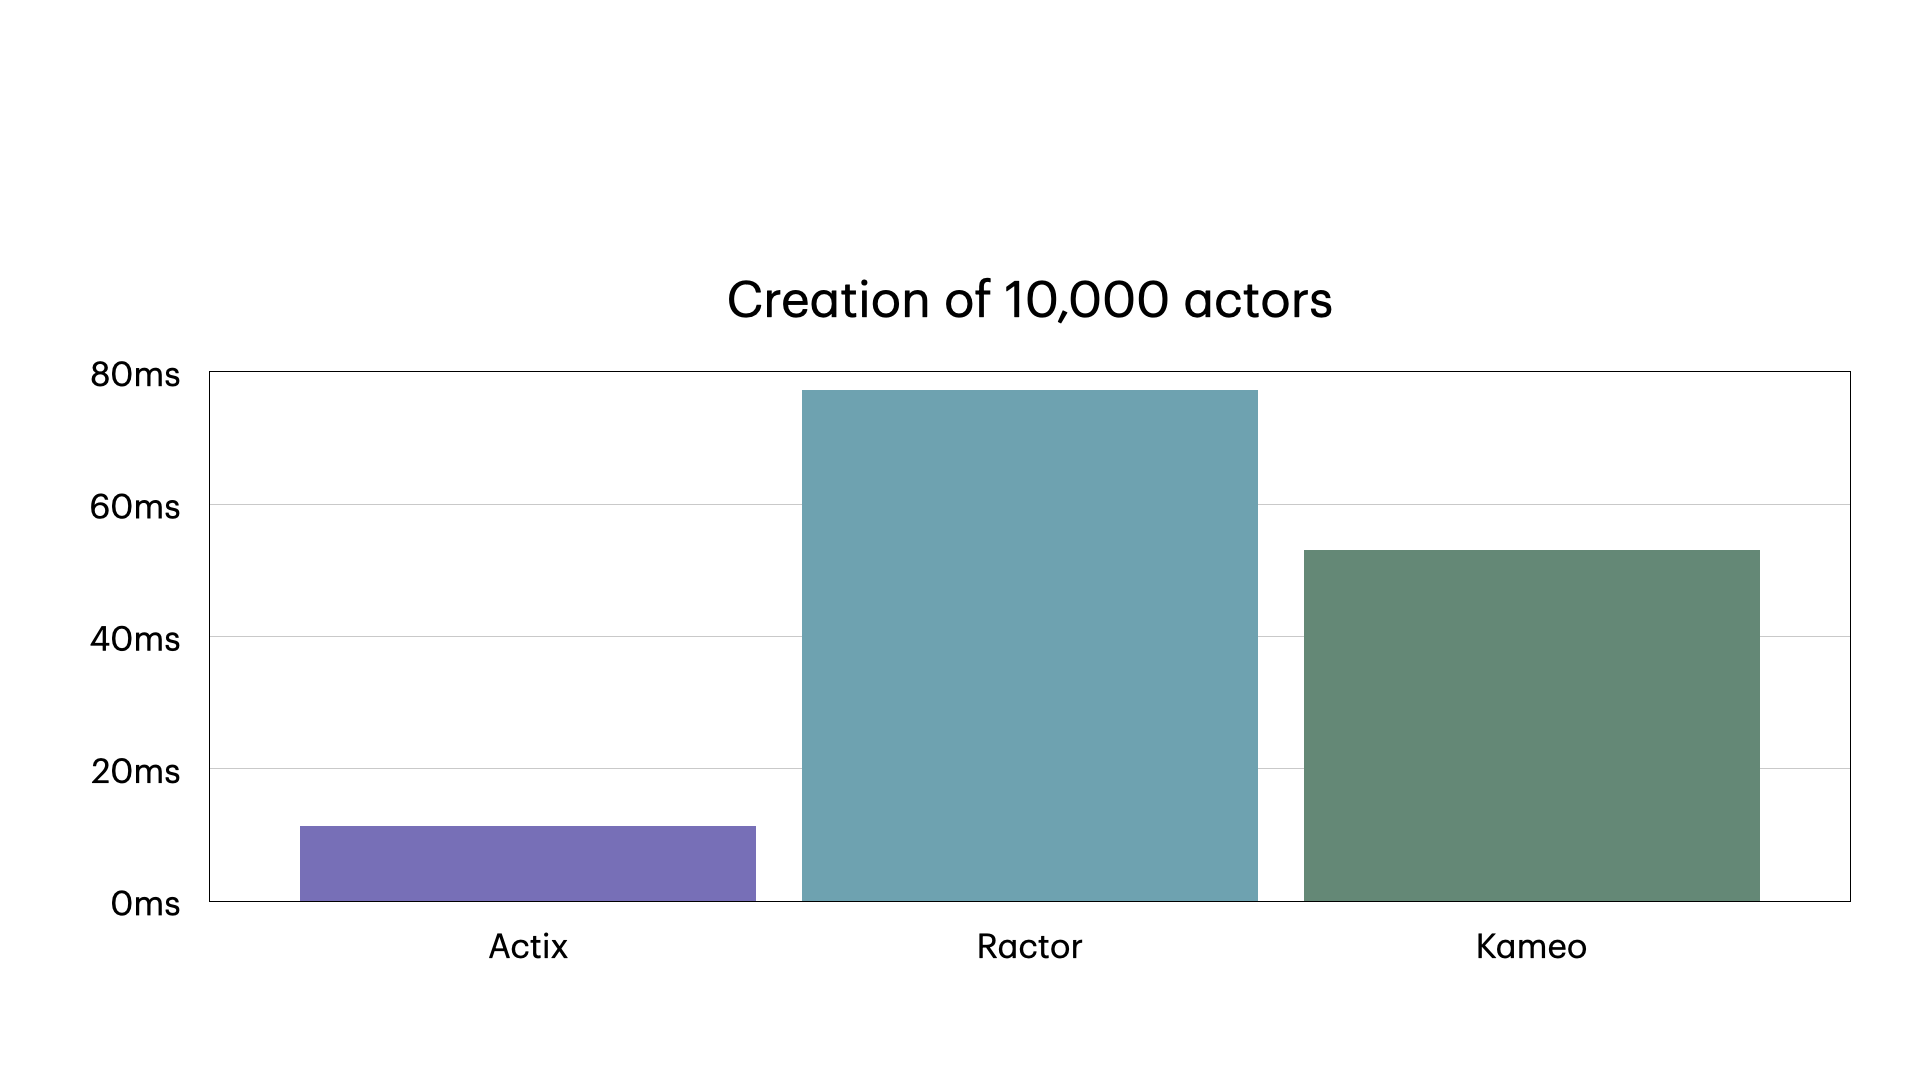 Creation of 10,000 actors
80ms
60ms
40ms
20ms
0ms
Actix
Ractor
Kameo